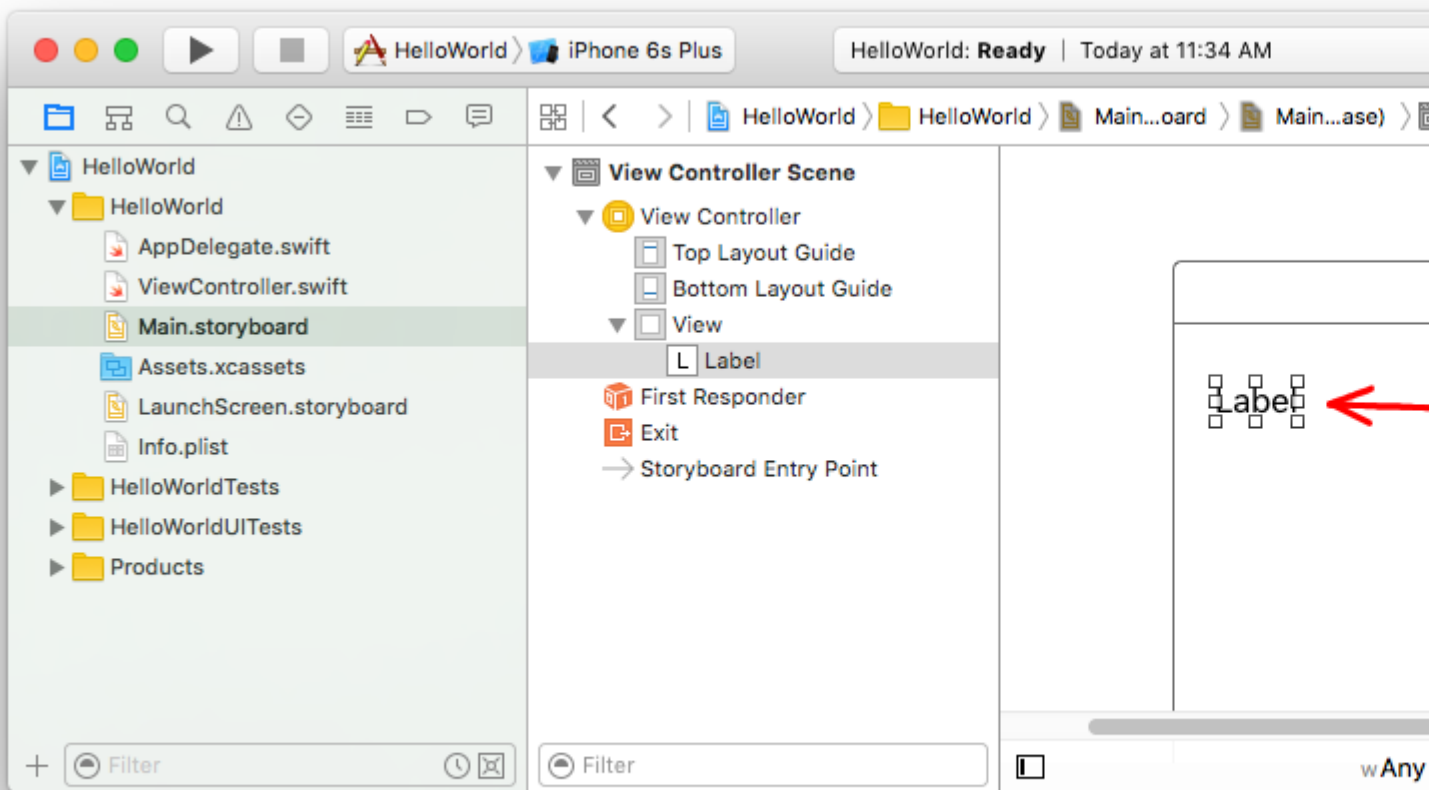 HelloWorld iPhone 6s Plus HelloWorld: Ready | Today at 11:34 AM
HelloWorld HelloWorld Main...oard Main...ase)
HelloWorld
HelloWorld
AppDelegate.swift
ViewController.swift
Main.storyboard
Assets.xcassets
LaunchScreen.storyboard
Info.plist
HelloWorldTests
HelloWorldUITests
Products
Filter
View Controller Scene
View Controller
Top Layout Guide
Bottom Layout Guide
View
L Label
First Responder
Exit
Storyboard Entry Point
Filter
Label
wAny